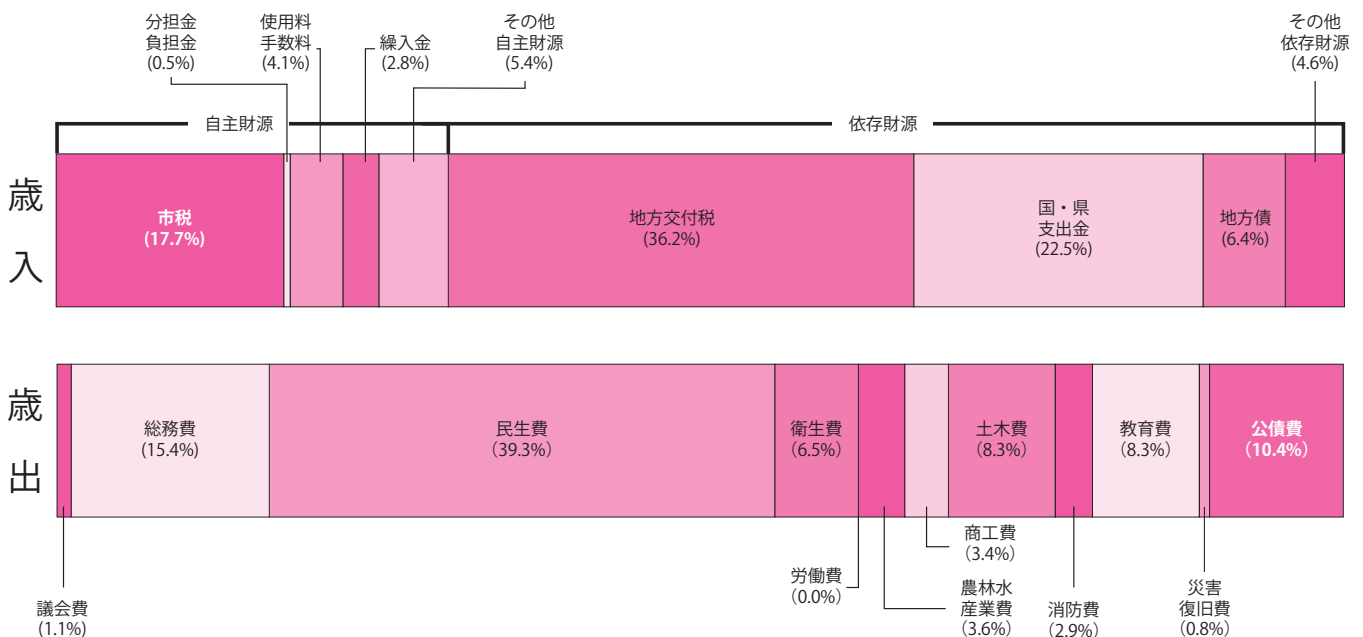 分担金
負担金
(0.5%)
使用料
手数料
(4.1%)
繰入金
(2.8%)
その他
自主財源
(5.4%)
その他
依存財源
(4.6%)
自主財源
依存財源
歳入
市税
(17.7%)
地方交付税
(36.2%)
国・県
支出金
(22.5%)
地方債
(6.4%)
歳出
総務費
(15.4%)
民生費
（39.3%）
衛生費
（6.5%）
土木費
（8.3%）
教育費
（8.3%）
公債費
（10.4%）
議会費
(1.1%)
労働費
（0.0%）
農林水
産業費
（3.6%）
商工費
（3.4%）
消防費
（2.9%）
災害
復旧費
（0.8%）